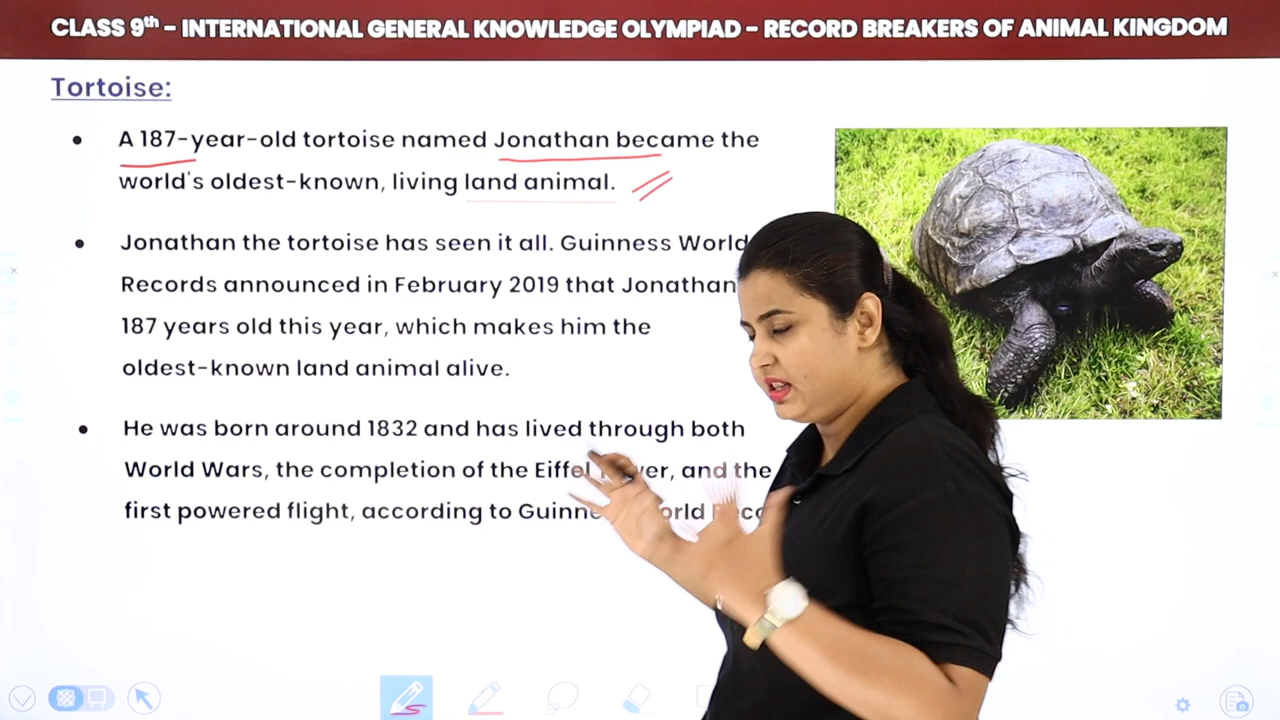 CLASS 9th - INTERNATIONAL GENERAL KNOWLEDGE OLYMPIAD - RECORD BREAKERS OF ANIMAL KINGDOM
Tortoise:
• A 187-year-old tortoise named Jonathan became the
world's oldest-known, living land animal.
• Jonathan the tortoise has seen it all. Guinness World
Records announced in February 2019 that Jonathan
187 years old this year, which makes him the
oldest-known land animal alive.
• He was born around 1832 and has lived through both
World Wars, the completion of the Eiffel Tower, and the
first powered flight, according to Guinness World